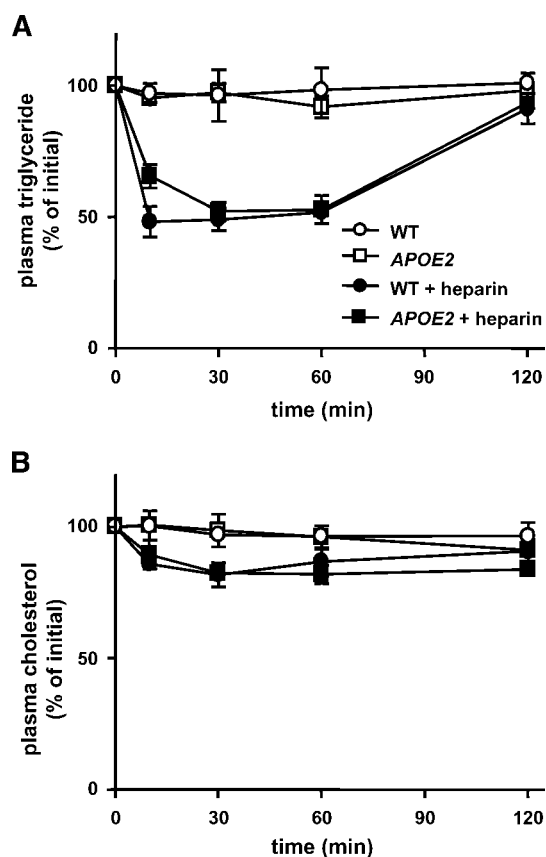 A
plasma triglyceride
(% of initial)
100
50
0
WT
APOE2
WT + heparin
APOE2 + heparin
0 30 60 90 120
time (min)
B
plasma cholesterol
(% of initial)
100
50
0
0 30 60 90 120
time (min)